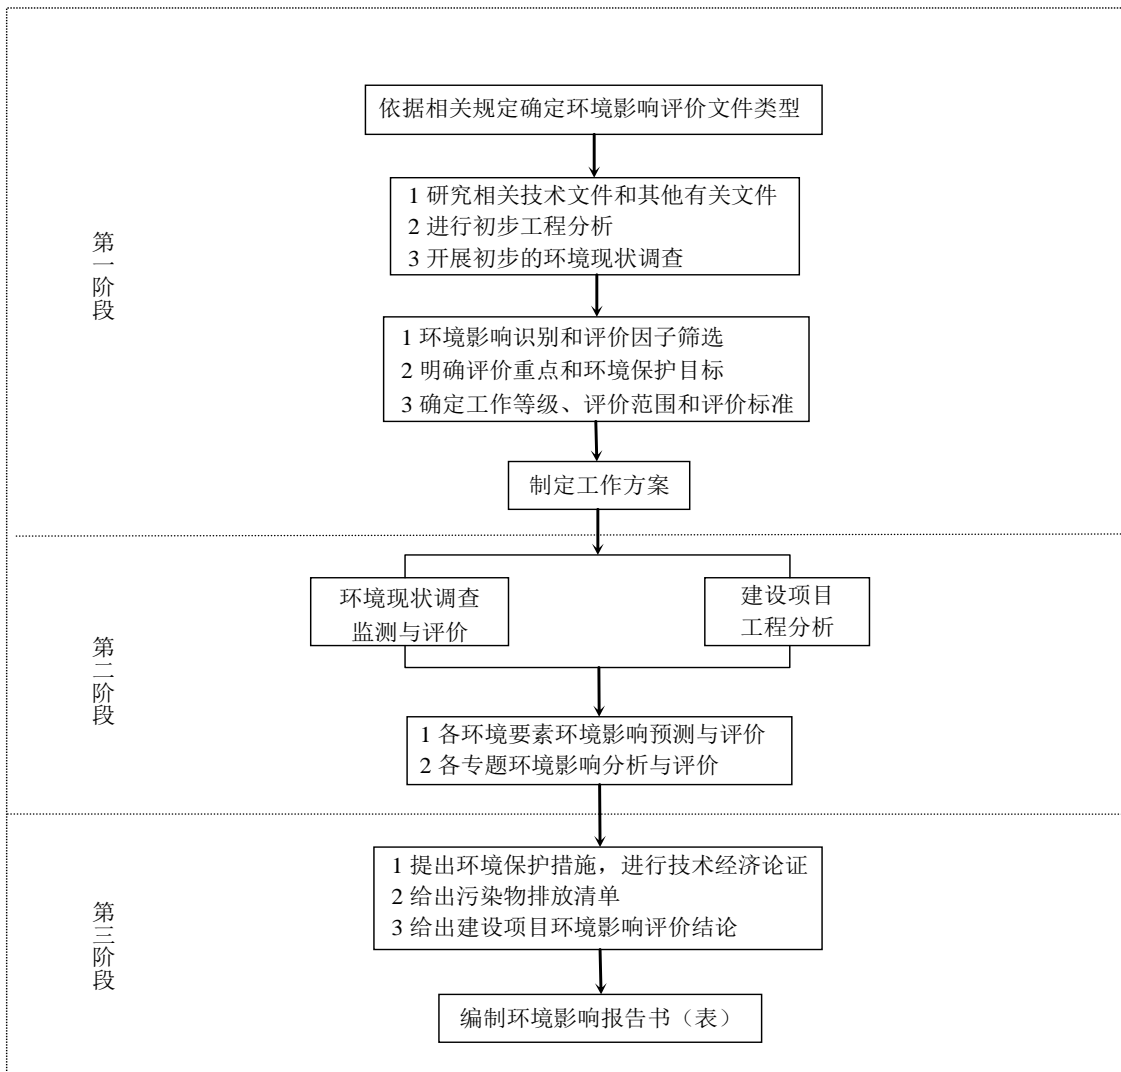 依据相关规定确定环境影响评价文件类型
第一阶段
1 研究相关技术文件和其他有关文件
2 进行初步工程分析
3 开展初步的环境现状调查
1 环境影响识别和评价因子筛选
2 明确评价重点和环境保护目标
3 确定工作等级、评价范围和评价标准
制定工作方案
第二阶段
环境现状调查
监测与评价
建设项目
工程分析
1 各环境要素环境影响预测与评价
2 各专题环境影响分析与评价
第三阶段
1 提出环境保护措施，进行技术经济论证
2 给出污染物排放清单
3 给出建设项目环境影响评价结论
编制环境影响报告书（表）